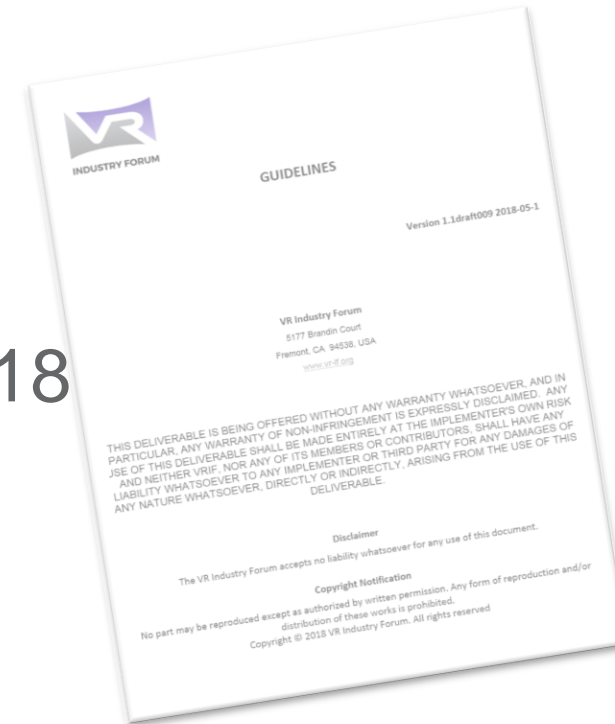 VR
INDUSTRY FORUM
GUIDELINES
Version 1.1draft009 2018-05-1
18
VR Industry Forum
5177 Brandin Court
Fremont, CA 94538, USA
www.vr-if.org
THIS DELIVERABLE IS BEING OFFERED WITHOUT ANY WARRANTY WHATSOEVER, AND IN
PARTICULAR, ANY WARRANTY OF NON-INFRINGEMENT IS EXPRESSLY DISCLAIMED. ANY
JSE OF THIS DELIVERABLE SHALL BE MADE ENTIRELY AT THE IMPLEMENTER'S OWN RISK
AND NEITHER VRIF, NOR ANY OF ITS MEMBERS OR CONTRIBUTORS, SHALL HAVE ANY
LIABILITY WHATSOEVER TO ANY IMPLEMENTER OR THIRD PARTY FOR ANY DAMAGES OF
ANY NATURE WHATSOEVER, DIRECTLY OR INDIRECTLY, ARISING FROM THE USE OF THIS
DELIVERABLE.
Disclaimer
The VR Industry Forum accepts no liability whatsoever for any use of this document.
Copyright Notification
No part may be reproduced except as authorized by written permission. Any form of reproduction and/or
distribution of these works is prohibited.
Copyright © 2018 VR Industry Forum. All rights reserved